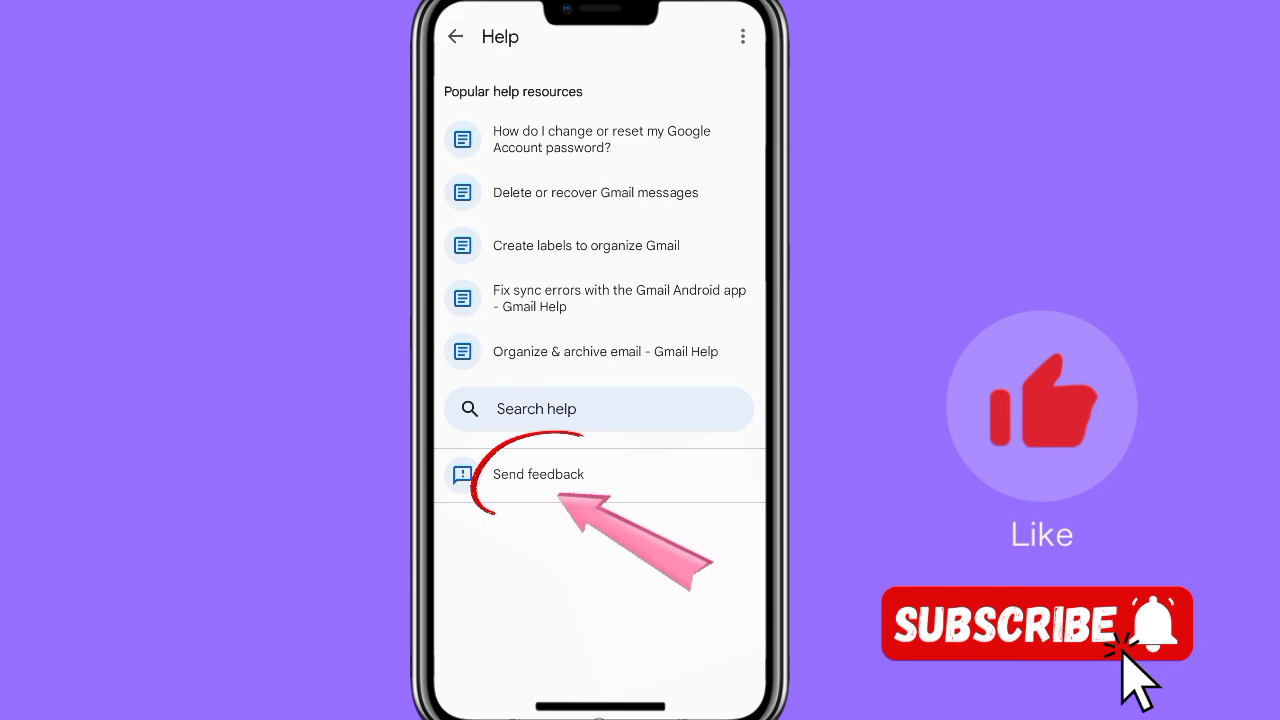 Help
Popular help resources
How do I change or reset my Google
Account password?
Delete or recover Gmail messages
Create labels to organize Gmail
Fix sync errors with the Gmail Android app
- Gmail Help
Organize & archive email - Gmail Help
Search help
Send feedback
Like
SUBSCRIBE